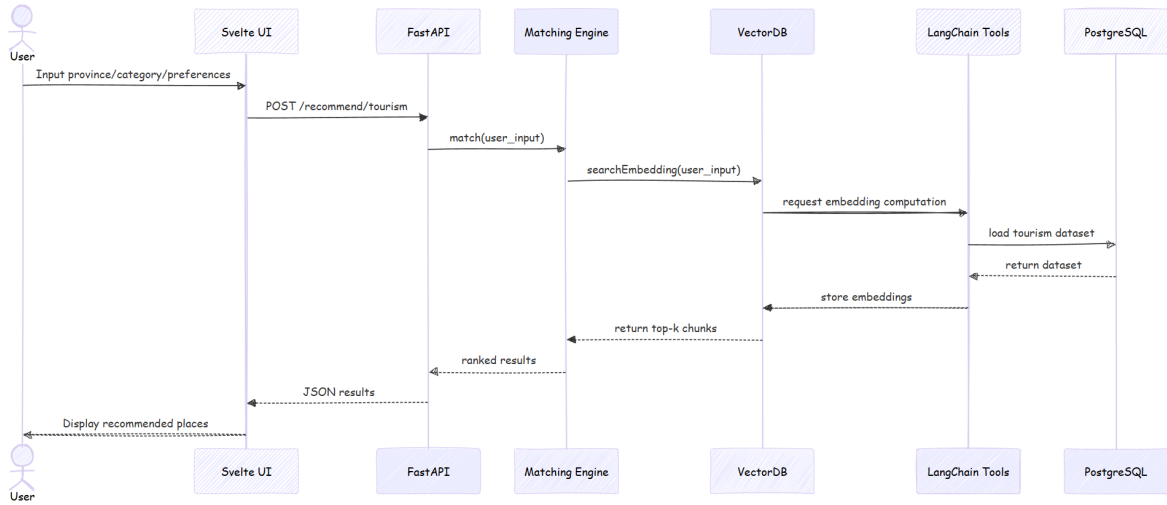 User
Svelte UI
FastAPI
Matching Engine
VectorDB
LangChain Tools
PostgreSQL
Input province/category/preferences
POST /recommend/tourism
match(user_input)
searchEmbedding(user_input)
request embedding computation
load tourism dataset
return dataset
store embeddings
return top-k chunks
ranked results
JSON results
Display recommended places
User
Svelte UI
FastAPI
Matching Engine
VectorDB
LangChain Tools
PostgreSQL